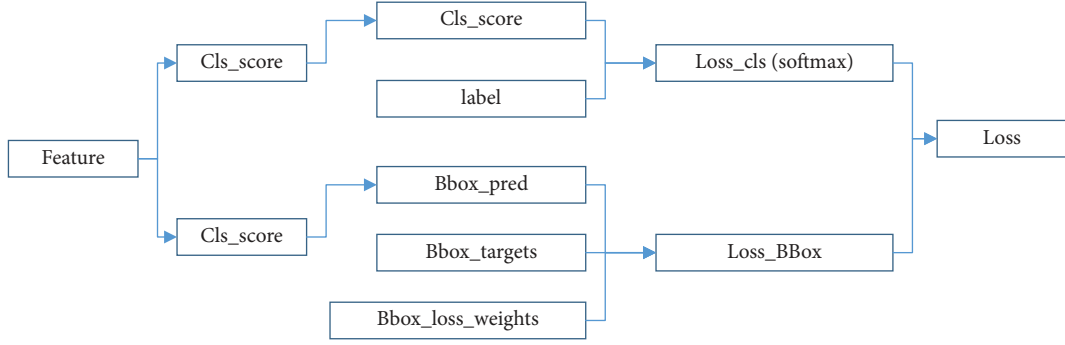 Cls_score
Cls_score
Loss_cls (softmax)
label
Loss
Feature
Bbox_pred
Cls_score
Bbox_targets
Loss_BBox
Bbox_loss_weights